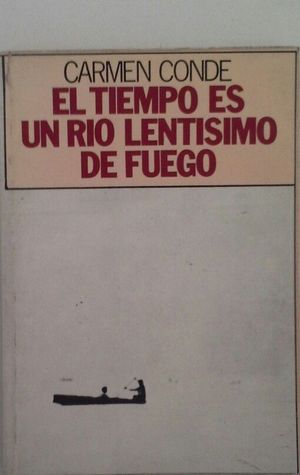 CARMEN CONDE
EL TIEMPO ES
UN RIO LENTISIMO
DE FUEGO